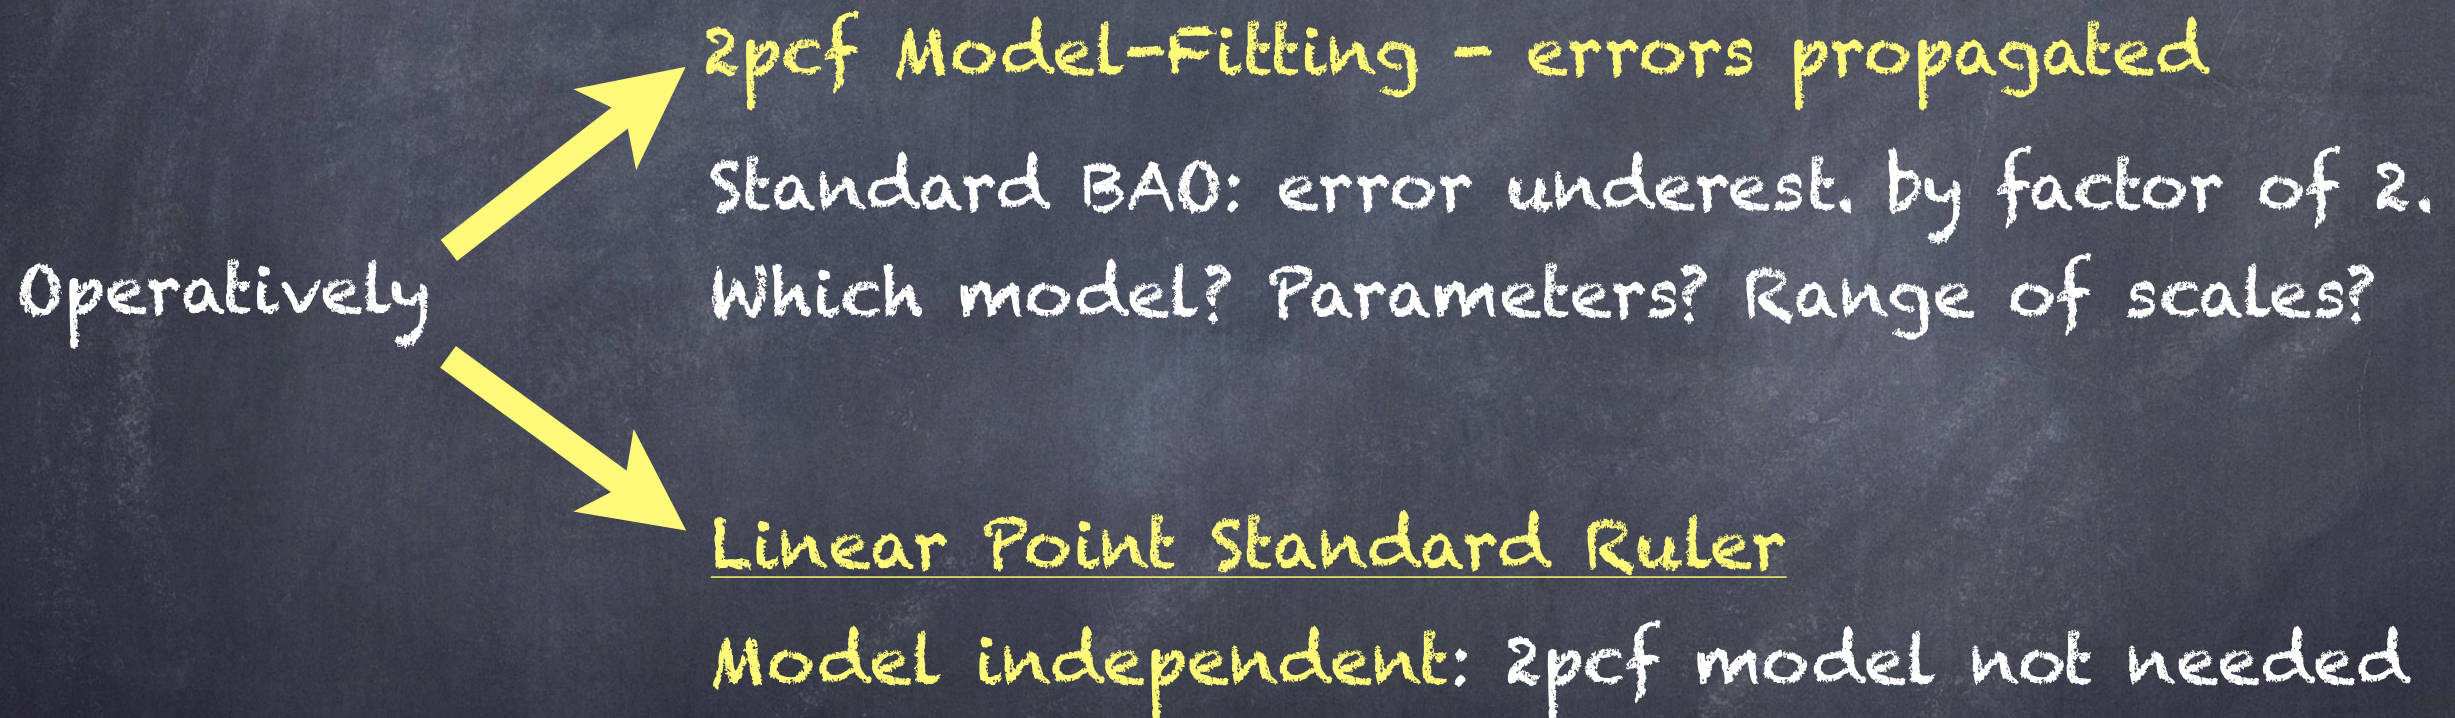 2pcf Model-Fitting - errors propagated
Standard BAO: error underest. by factor of 2.
Operatively
Which model? Parameters? Range of scales?
Linear Point Standard Ruler
Model independent: 2pcf model not needed